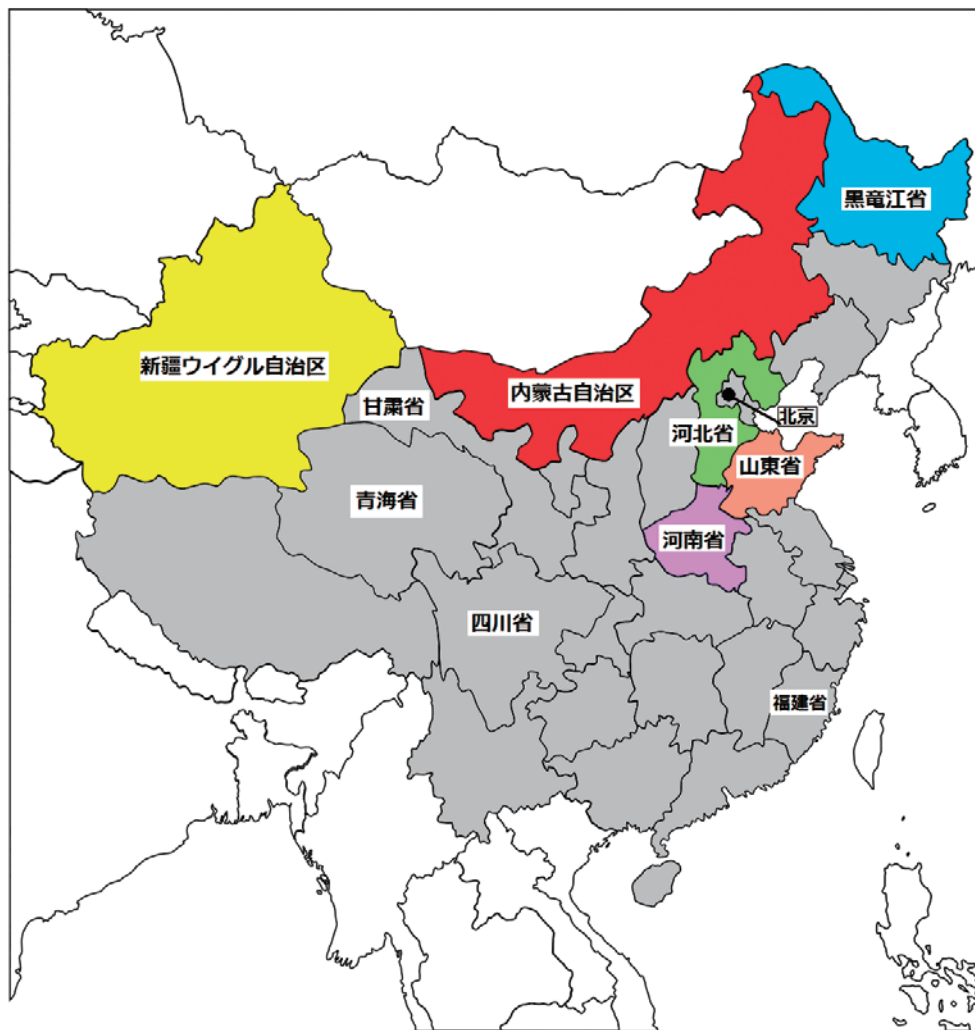 黒竜江省
新疆ウイグル自治区
甘粛省
内蒙古自治区
北京
河北省
山東省
青海省
河南省
四川省
福建省